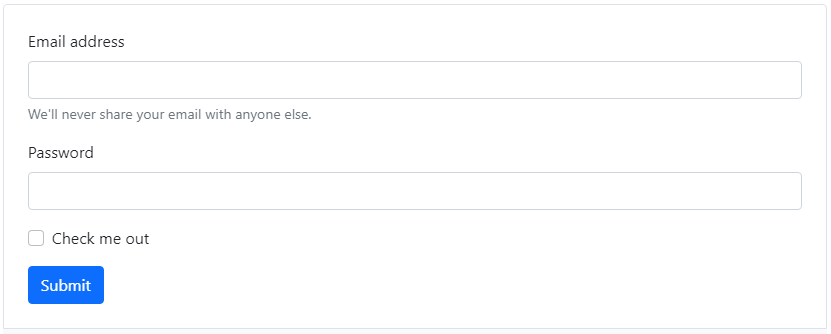 Email address
We'll never share your email with anyone else.
Password
Check me out
Submit